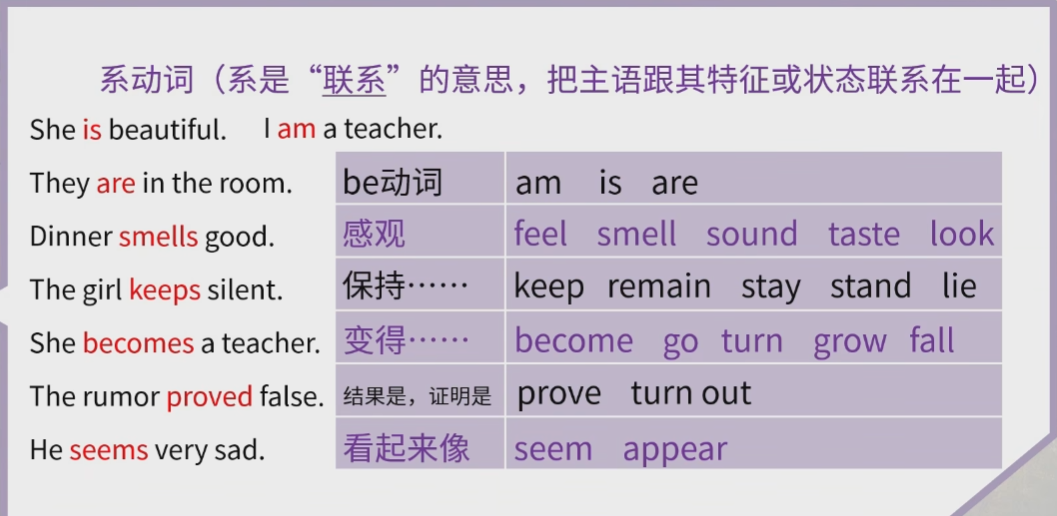 系动词（系是“联系”的意思，把主语跟其特征或状态联系在一起）
She is beautiful. I am a teacher.
They are in the room.
be动词 am is are
Dinner smells good.
感观 feel smell sound taste look
The girl keeps silent.
保持…… keep remain stay stand lie
She becomes a teacher.
变得…… become go turn grow fall
The rumor proved false.
结果是，证明是 prove turn out
He seems very sad.
看起来像 seem appear